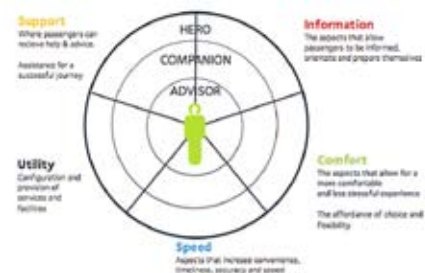 Support
Where passengers can
recieve help & advice.
Assistance for a
successful journey
HERO
COMPANION
ADVISOR
Information
The aspects that allow
passengers to be informed,
orientate and prepare themselves
Utility
Configuration and
provision of
services and
facilities
Comfort
The aspects that allow for a
more comfortable
and less stressful experience
The affordance of choice and
flexibility
Speed
Aspects that increase convenience,
timeliness, accuracy and speed